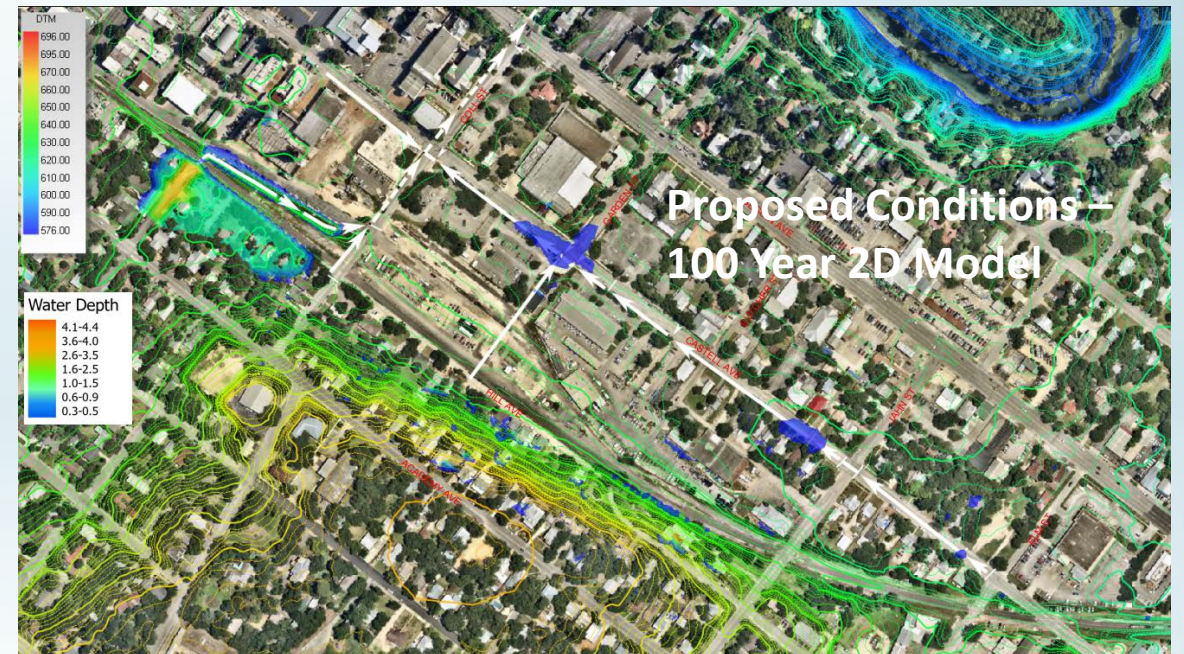 DTM
696.00
695.00
670.00
660.00
650.00
640.00
630.00
620.00
610.00
600.00
590.00
576.00
Water Depth
4.1-4.4
3.6-4.0
2.6-3.5
1.6-2.5
1.0-1.5
0.6-0.9
0.3-0.5
Proposed Conditions –
100 Year 2D Model
GARDEN
AVE
CASTELL AVE
HILL AVE
ACADEMY AVE